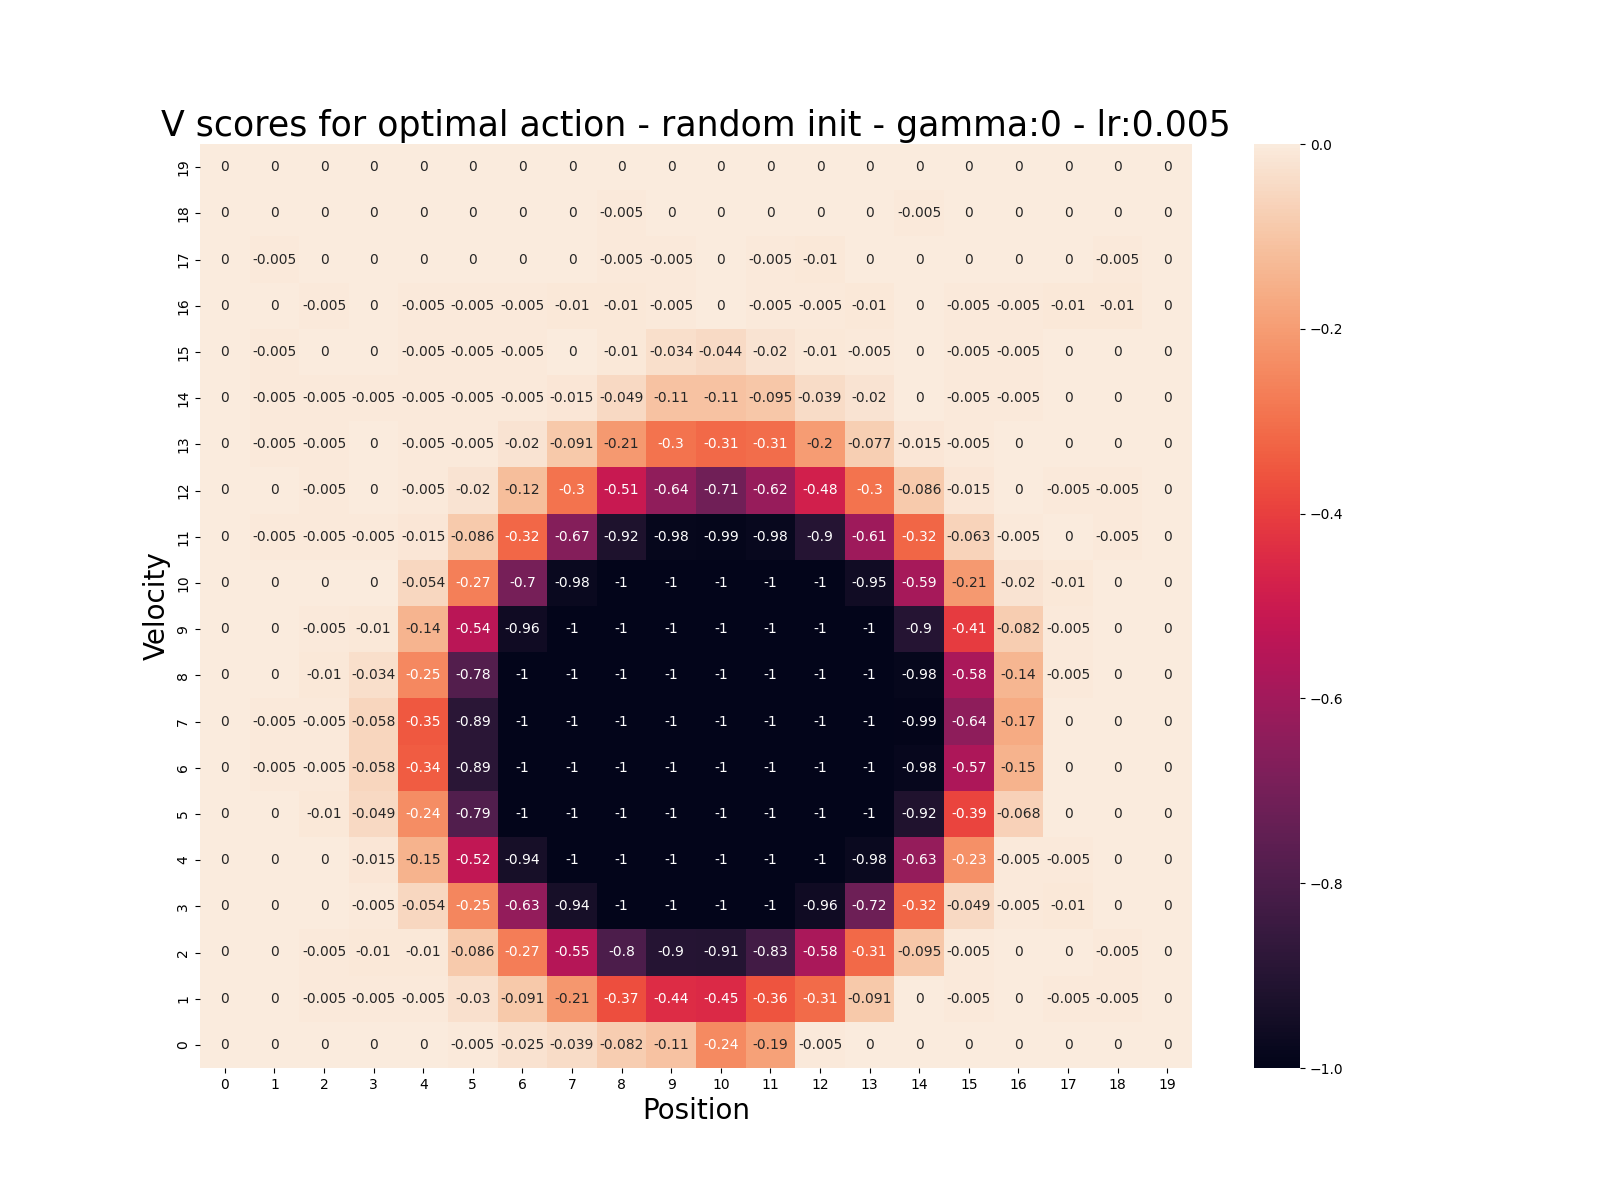 V scores for optimal action - random init - gamma:0 - lr:0.005
19 0 0 0 0 0 0 0 0 0 0 0 0 0 0 0 0 0 0 0 0 0.0
18 0 0 0 0 0 0 0 0 -0.005 0 0 0 0 0 -0.005 0 0 0 0 0
17 0 -0.005 0 0 0 0 0 0 -0.005 -0.005 0 -0.005 -0.01 0 0 0 0 0 -0.005 0
16 0 0 -0.005 0 -0.005 -0.005 -0.005 -0.01 -0.01 -0.005 0 -0.005 -0.005 -0.01 0 -0.005 -0.005 -0.01 -0.01 0
−0.2
15 0 -0.005 0 0 -0.005 -0.005 -0.005 0 -0.01 -0.034 -0.044 -0.02 -0.01 -0.005 0 -0.005 -0.005 0 0 0
14 0 -0.005 -0.005 -0.005 -0.005 -0.005 -0.005 -0.015 -0.049 -0.11 -0.11 -0.095 -0.039 -0.02 0 -0.005 -0.005 0 0 0
13 0 -0.005 -0.005 0 -0.005 -0.005 -0.02 -0.091 -0.21 -0.3 -0.31 -0.31 -0.2 -0.077 -0.015 -0.005 0 0 0 0
12 0 0 -0.005 0 -0.005 -0.02 -0.12 -0.3 -0.51 -0.64 -0.71 -0.62 -0.48 -0.3 -0.086 -0.015 0 -0.005 -0.005 0
−0.4
11 0 -0.005 -0.005 -0.005 -0.015 -0.086 -0.32 -0.67 -0.92 -0.98 -0.99 -0.98 -0.9 -0.61 -0.32 -0.063 -0.005 0 -0.005 0
10 0 0 0 0 -0.054 -0.27 -0.7 -0.98 -1 -1 -1 -1 -1 -0.95 -0.59 -0.21 -0.02 -0.01 0 0
Velocity
9 0 0 -0.005 -0.01 -0.14 -0.54 -0.96 -1 -1 -1 -1 -1 -1 -1 -0.9 -0.41 -0.082 -0.005 0 0
8 0 0 -0.01 -0.034 -0.25 -0.78 -1 -1 -1 -1 -1 -1 -1 -1 -0.98 -0.58 -0.14 -0.005 0 0
−0.6
7 0 -0.005 -0.005 -0.058 -0.35 -0.89 -1 -1 -1 -1 -1 -1 -1 -1 -0.99 -0.64 -0.17 0 0 0
6 0 -0.005 -0.005 -0.058 -0.34 -0.89 -1 -1 -1 -1 -1 -1 -1 -1 -0.98 -0.57 -0.15 0 0 0
5 0 0 -0.01 -0.049 -0.24 -0.79 -1 -1 -1 -1 -1 -1 -1 -1 -0.92 -0.39 -0.068 0 0 0
4 0 0 0 -0.015 -0.15 -0.52 -0.94 -1 -1 -1 -1 -1 -1 -0.98 -0.63 -0.23 -0.005 -0.005 0 0
−0.8
3 0 0 0 -0.005 -0.054 -0.25 -0.63 -0.94 -1 -1 -1 -1 -0.96 -0.72 -0.32 -0.049 -0.005 -0.01 0 0
2 0 0 -0.005 -0.01 -0.01 -0.086 -0.27 -0.55 -0.8 -0.9 -0.91 -0.83 -0.58 -0.31 -0.095 -0.005 0 0 -0.005 0
1 0 0 -0.005 -0.005 -0.005 -0.03 -0.091 -0.21 -0.37 -0.44 -0.45 -0.36 -0.31 -0.091 0 -0.005 0 -0.005 -0.005 0
0 0 0 0 0 0 -0.005 -0.025 -0.039 -0.082 -0.11 -0.24 -0.19 -0.005 0 0 0 0 0 0 0
−1.0
0 1 2 3 4 5 6 7 8 9 10 11 12 13 14 15 16 17 18 19
Position